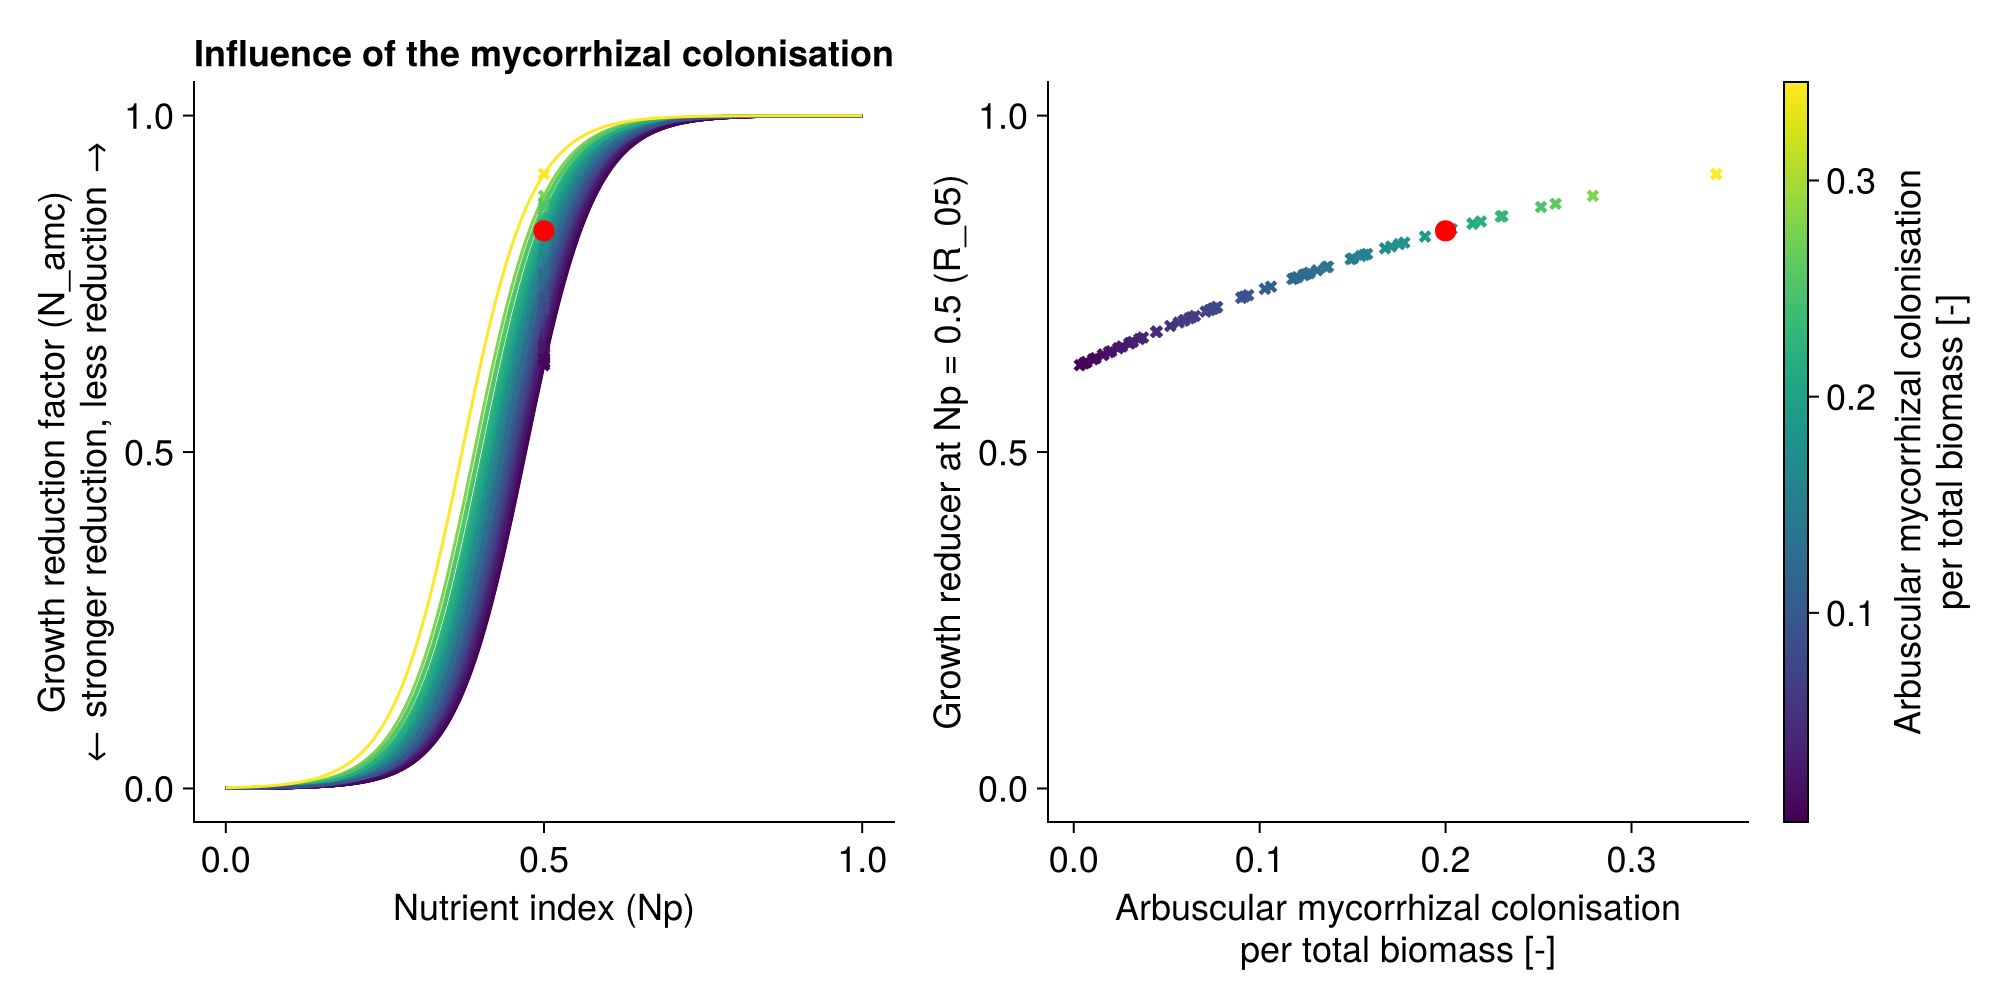 Influence of the mycorrhizal colonisation
Growth reduction factor (N_amc)
← stronger reduction, less reduction →
1.0
0.5
0.0
0.0
0.5
1.0
Nutrient index (Np)
Growth reducer at Np = 0.5 (R_05)
1.0
0.5
0.0
0.0
0.1
0.2
0.3
Arbuscular mycorrhizal colonisation
per total biomass [-]
0.3
0.2
0.1
Arbuscular mycorrhizal colonisation
per total biomass [-]